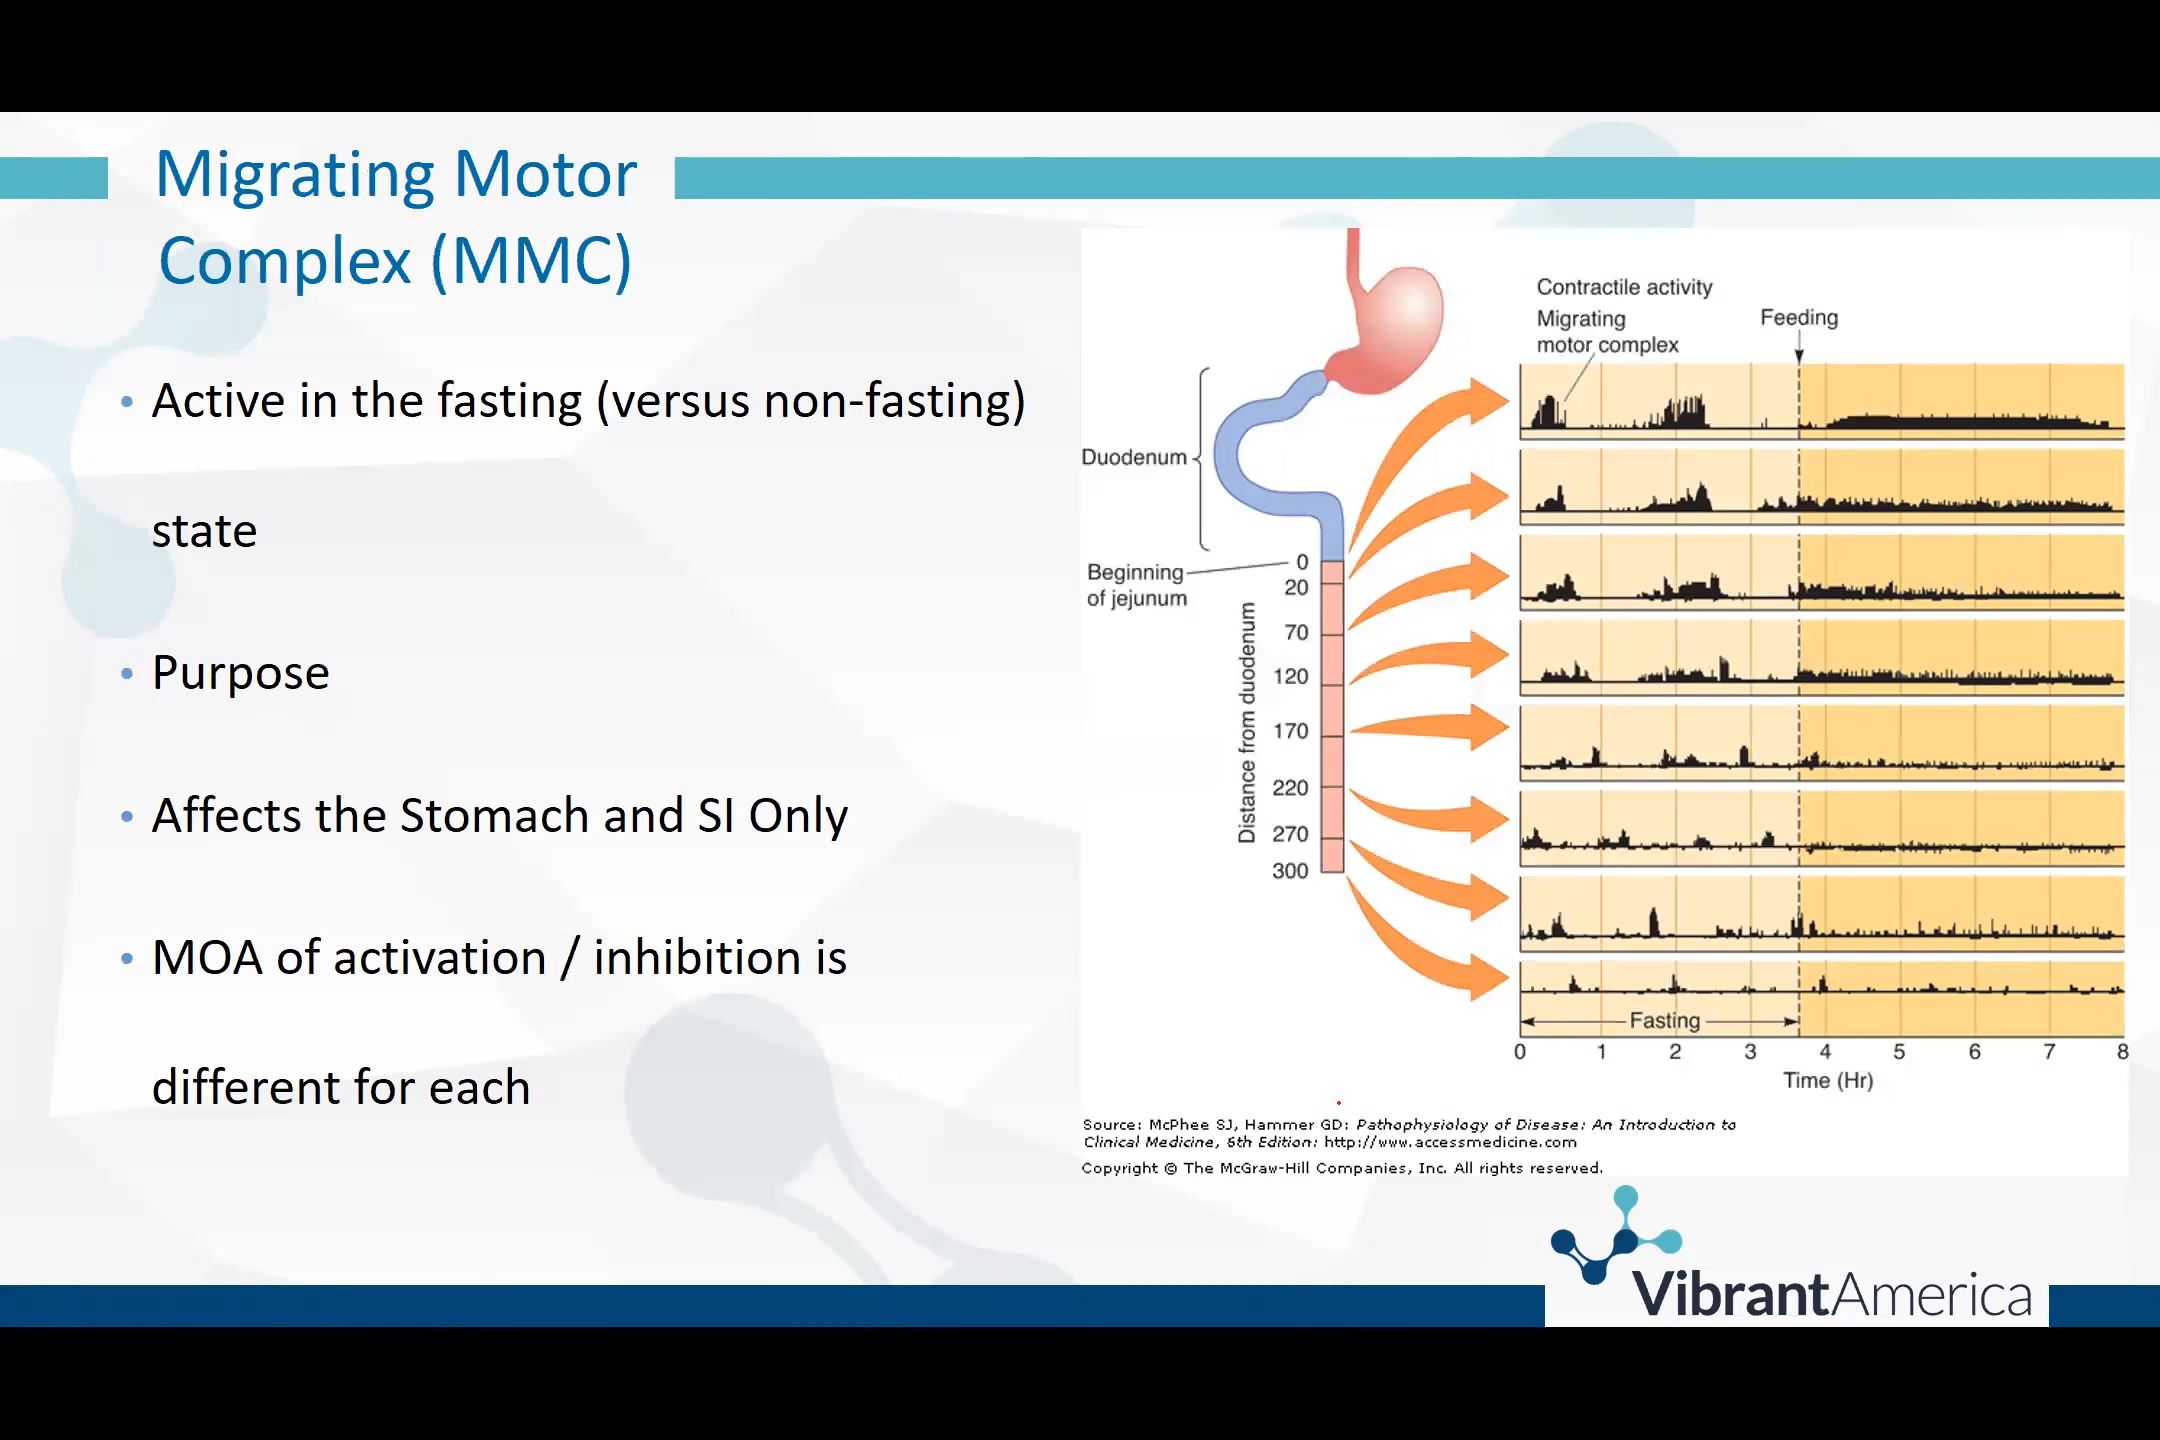 Migrating Motor
Complex (MMC)
• Active in the fasting (versus non-fasting)
state
• Purpose
• Affects the Stomach and SI Only
• MOA of activation / inhibition is
different for each
Contractile activity
Migrating
motor complex
Feeding
Duodenum
Beginning
of jejunum
Distance from duodenum
0
20
70
120
170
220
270
300
Fasting
0 1 2 3 4 5 6 7 8
Time (Hr)
Source: McPhee SJ, Hammer GD: Pathophysiology of Disease: An Introduction to
Clinical Medicine, 6th Edition: http://www.accessmedicine.com
Copyright © The McGraw-Hill Companies, Inc. All rights reserved.
VibrantAmerica